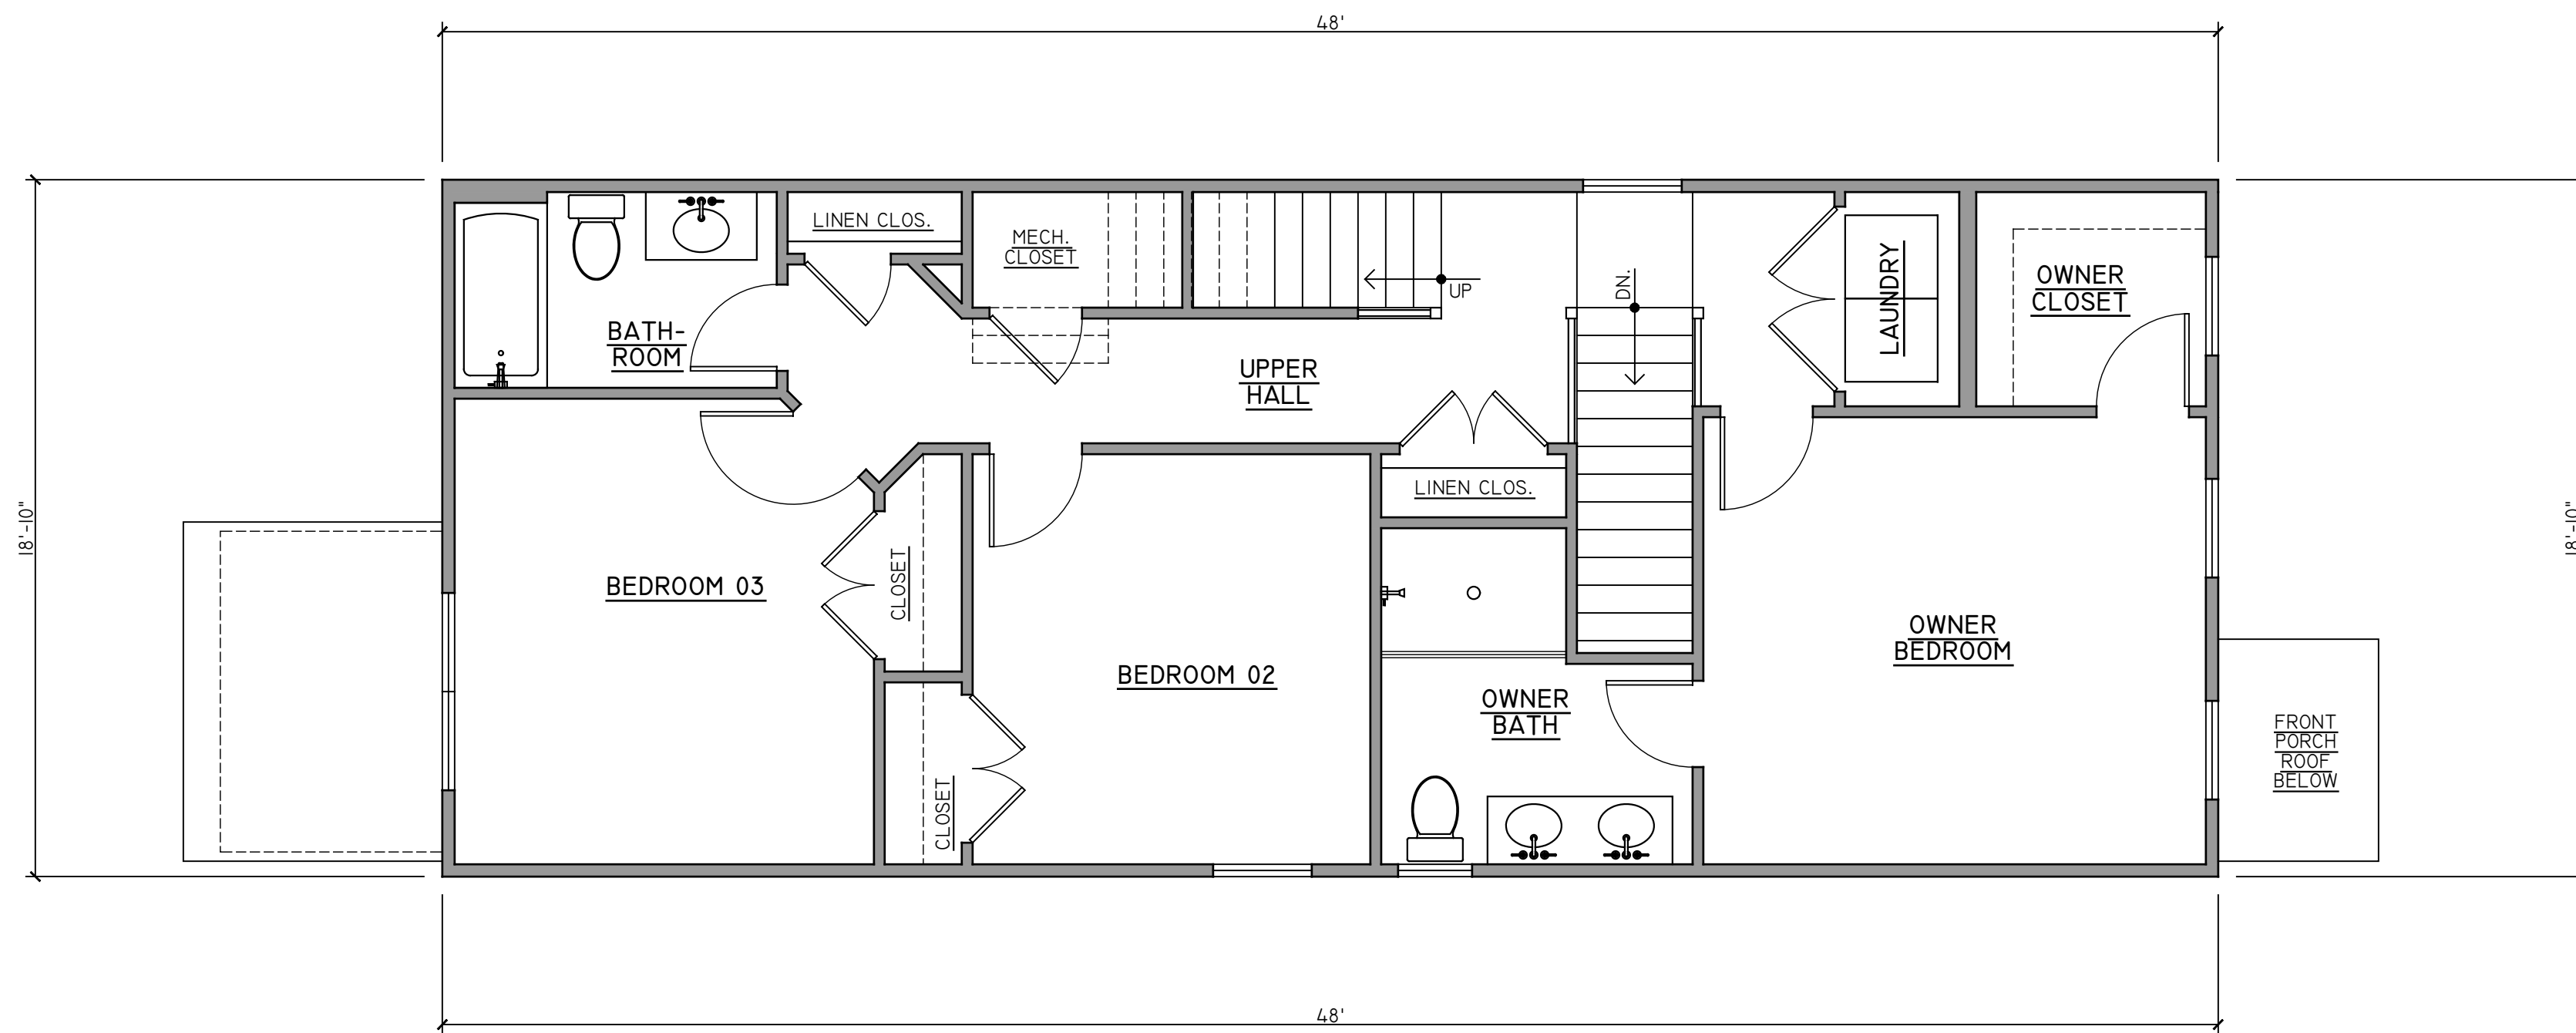 48'
LINEN CLOS.
MECH.
CLOSET
UP
DN.
LAUNDRY
OWNER
CLOSET
BATH-
ROOM
UPPER
HALL
LINEN CLOS.
18'-10"
18'-10"
BEDROOM 03
CLOSET
BEDROOM 02
OWNER
BEDROOM
OWNER
BATH
CLOSET
FRONT
PORCH
ROOF
BELOW
48'